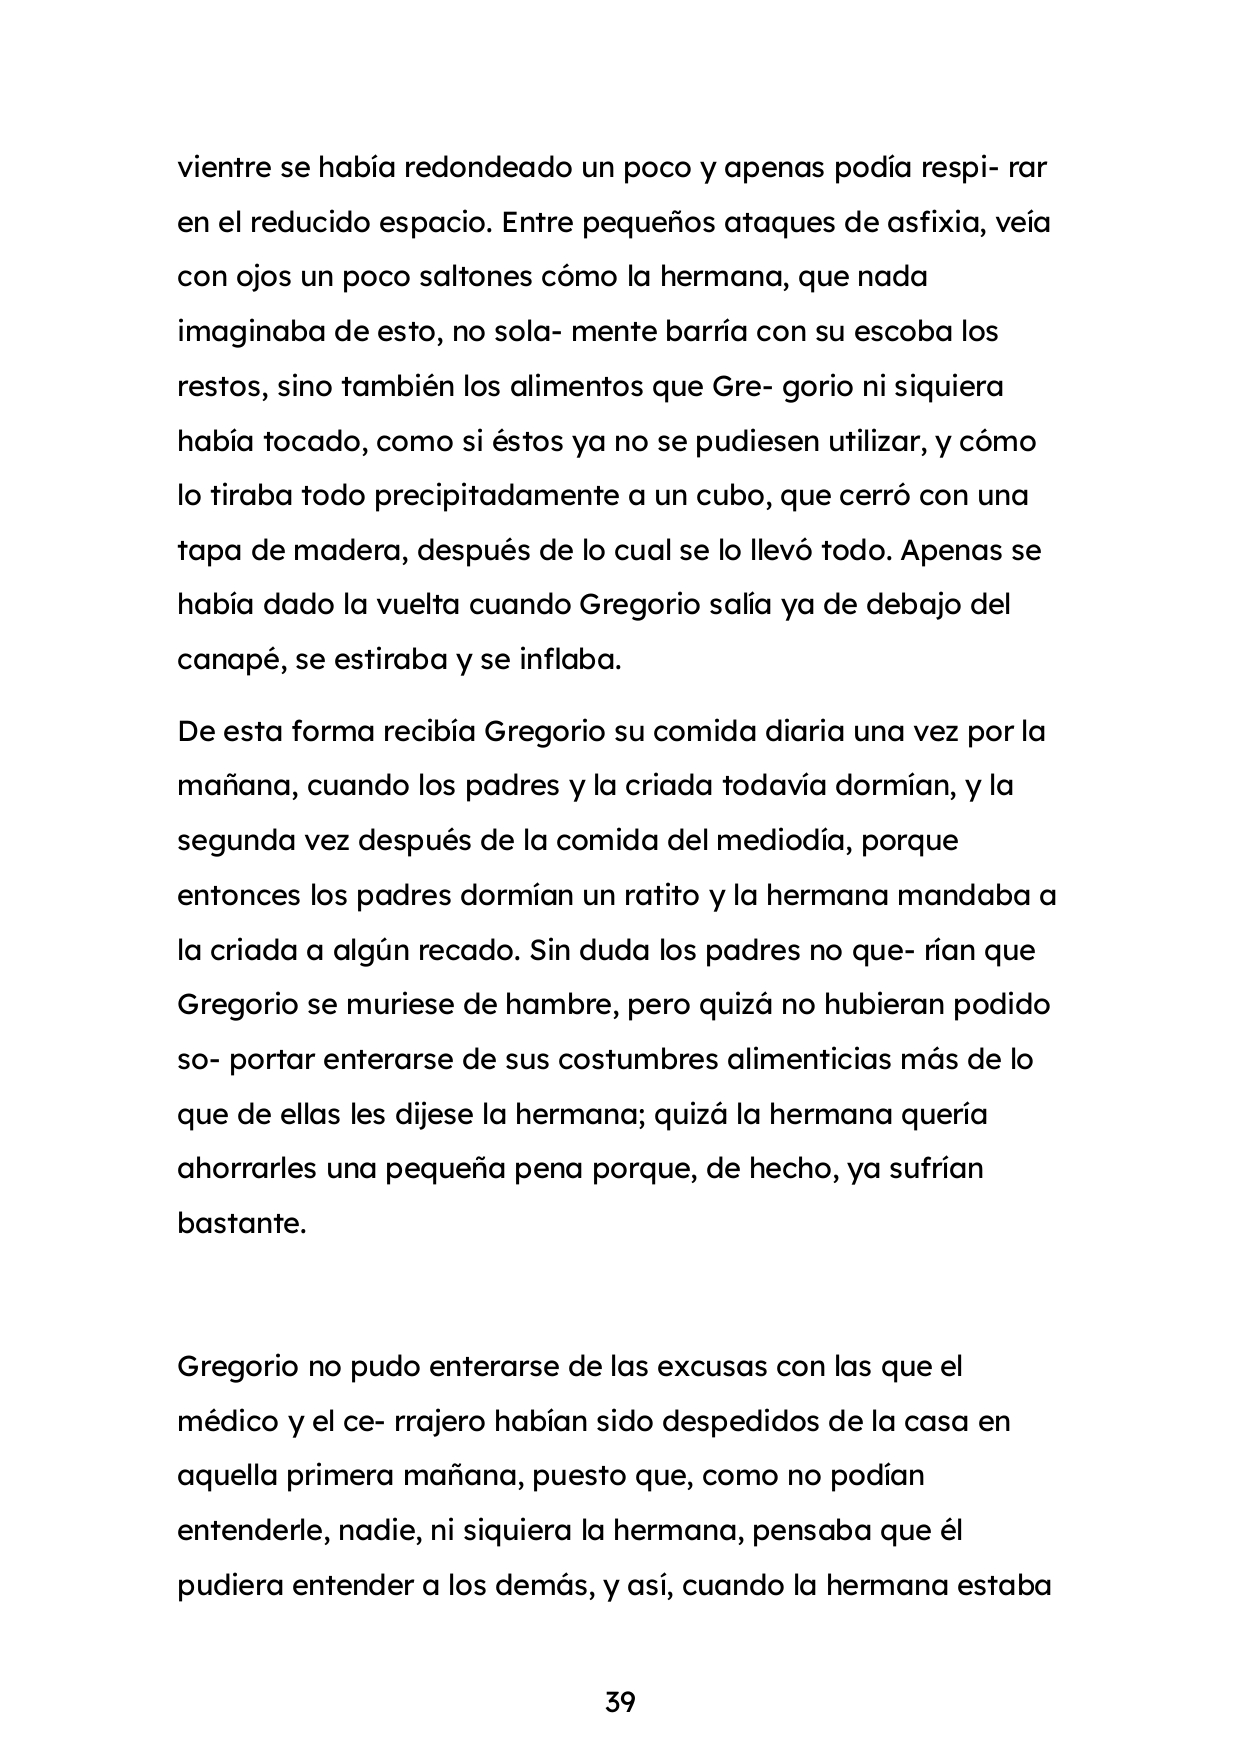 vientre se había redondeado un poco y apenas podía respi- rar
en el reducido espacio. Entre pequeños ataques de asfixia, veía
con ojos un poco saltones cómo la hermana, que nada
imaginaba de esto, no sola- mente barría con su escoba los
restos, sino también los alimentos que Gre- gorio ni siquiera
había tocado, como si éstos ya no se pudiesen utilizar, y cómo
lo tiraba todo precipitadamente a un cubo, que cerró con una
tapa de madera, después de lo cual se lo llevó todo. Apenas se
había dado la vuelta cuando Gregorio salía ya de debajo del
canapé, se estiraba y se inflaba.
De esta forma recibía Gregorio su comida diaria una vez por la
mañana, cuando los padres y la criada todavía dormían, y la
segunda vez después de la comida del mediodía, porque
entonces los padres dormían un ratito y la hermana mandaba a
la criada a algún recado. Sin duda los padres no que- rían que
Gregorio se muriese de hambre, pero quizá no hubieran podido
so- portar enterarse de sus costumbres alimenticias más de lo
que de ellas les dijese la hermana; quizá la hermana quería
ahorrarles una pequeña pena porque, de hecho, ya sufrían
bastante.
Gregorio no pudo enterarse de las excusas con las que el
médico y el ce- rrajero habían sido despedidos de la casa en
aquella primera mañana, puesto que, como no podían
entenderle, nadie, ni siquiera la hermana, pensaba que él
pudiera entender a los demás, y así, cuando la hermana estaba
39